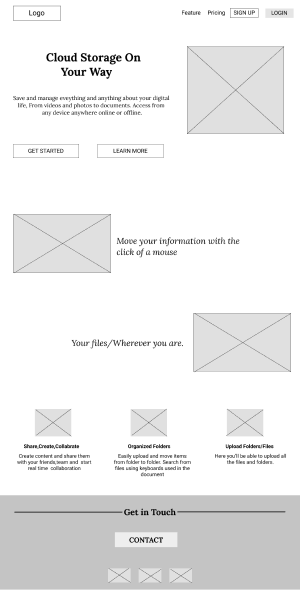 Logo
Feature Pricing SIGN UP LOGIN
Cloud Storage On
Your Way
Save and manage eveything and anything about your digital
life, From videos and photos to documents. Access from
any device anywhere online or offline.
GET STARTED LEARN MORE
Move your information with the
click of a mouse
Your files/Wherever you are.
Share,Create,Collabrate
Create content and share them
with your friends,team and start
real time collaboration
Organized Folders
Easily upload and move items
from folder to folder. Search from
files using keyboards used in the
document
Upload Folders/Files
Here you'll be able to upload all
the files and folders.
Get in Touch
CONTACT